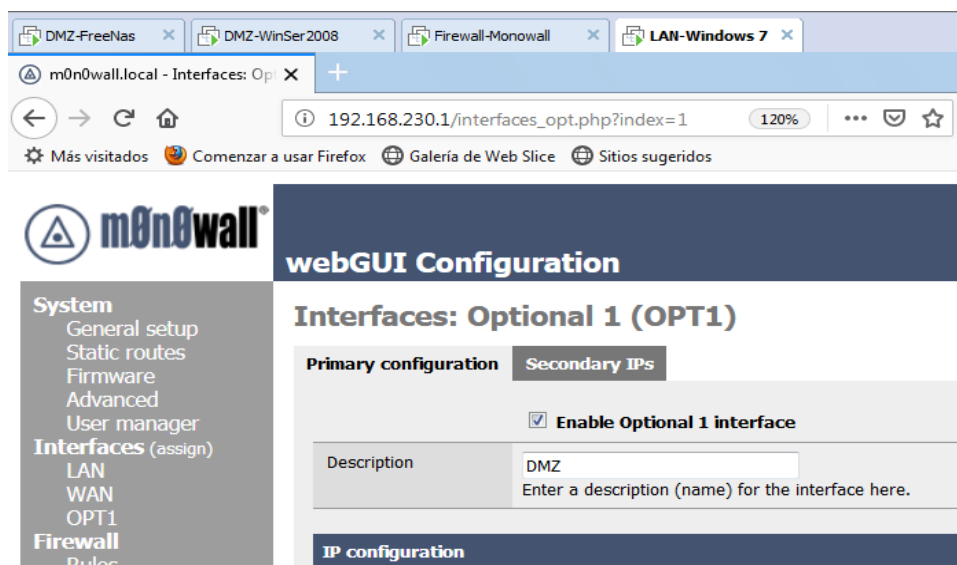 DMZ-FreeNas DMZ-WinSer2008 Firewall-Monowall LAN-Windows 7
m0n0wall.local - Interfaces: Opt
192.168.230.1/interfaces_opt.php?index=1 120%
Más visitados Comenzar a usar Firefox Galería de Web Slice Sitios sugeridos
m0n0wall®
webGUI Configuration
System
General setup
Static routes
Firmware
Advanced
User manager
Interfaces (assign)
LAN
WAN
OPT1
Firewall
Rules
Interfaces: Optional 1 (OPT1)
Primary configuration Secondary IPs
Enable Optional 1 interface
Description DMZ
Enter a description (name) for the interface here.
IP configuration